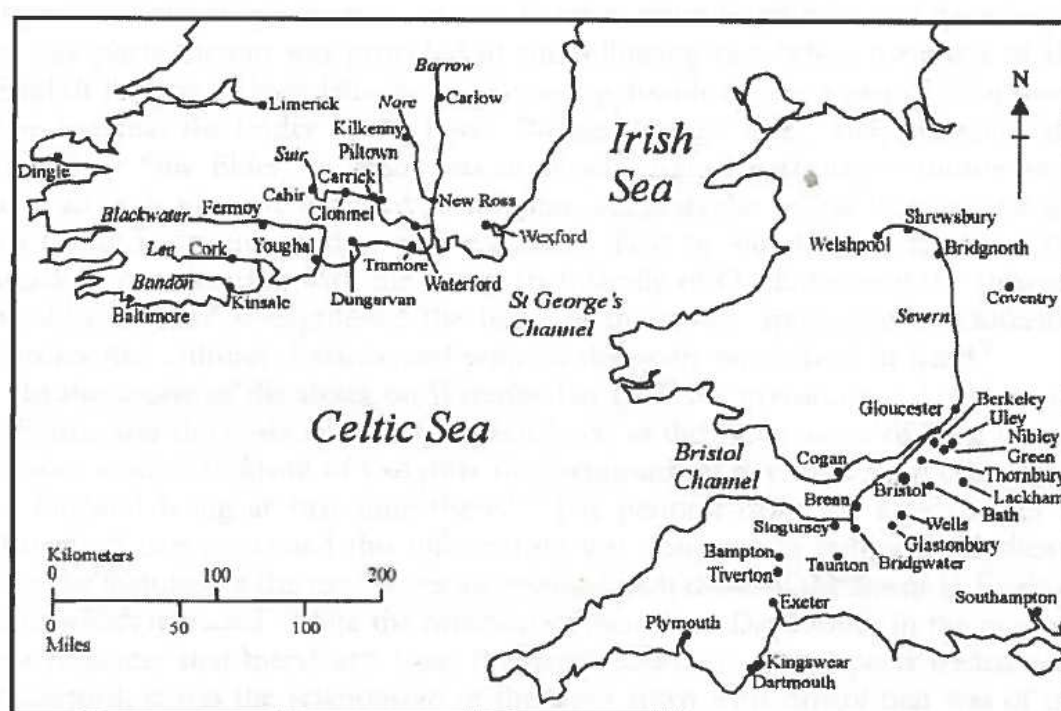 Barrow
Carlow
Limerick
Nore
Kilkenny
Piltown
Suir
Carrick
Cahir
Clonmel
New Ross
Dingle
Blackwater
Fermoy
Wexford
Lee
Cork
Youghal
Tramore
Waterford
Bandon
Kinsale
Dungarvan
Baltimore
Irish
Sea
N
Shrewsbury
Welshpool
Bridgnorth
Coventry
St George's
Channel
Severn
Celtic Sea
Gloucester
Berkeley
Uley
Nibley
Green
Thornbury
Bristol
Channel
Cogan
Brean
Bristol
Lackham
Bath
Stogursey
Wells
Glastonbury
Bridgwater
Bampton
Tiverton
Taunton
Exeter
Southampton
Plymouth
Kingswear
Dartmouth
Kilometers
0 100 200
0 50 100
Miles